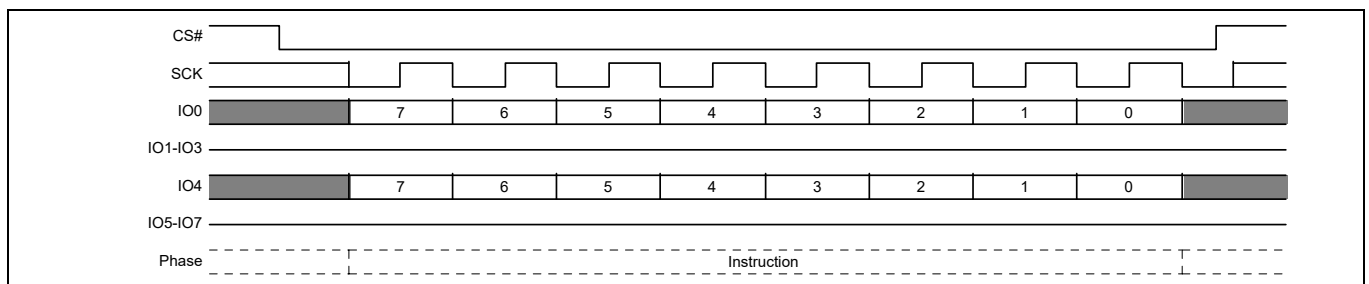 CS#
SCK
IO0 7 6 5 4 3 2 1 0
IO1-IO3
IO4 7 6 5 4 3 2 1 0
IO5-IO7
Phase Instruction